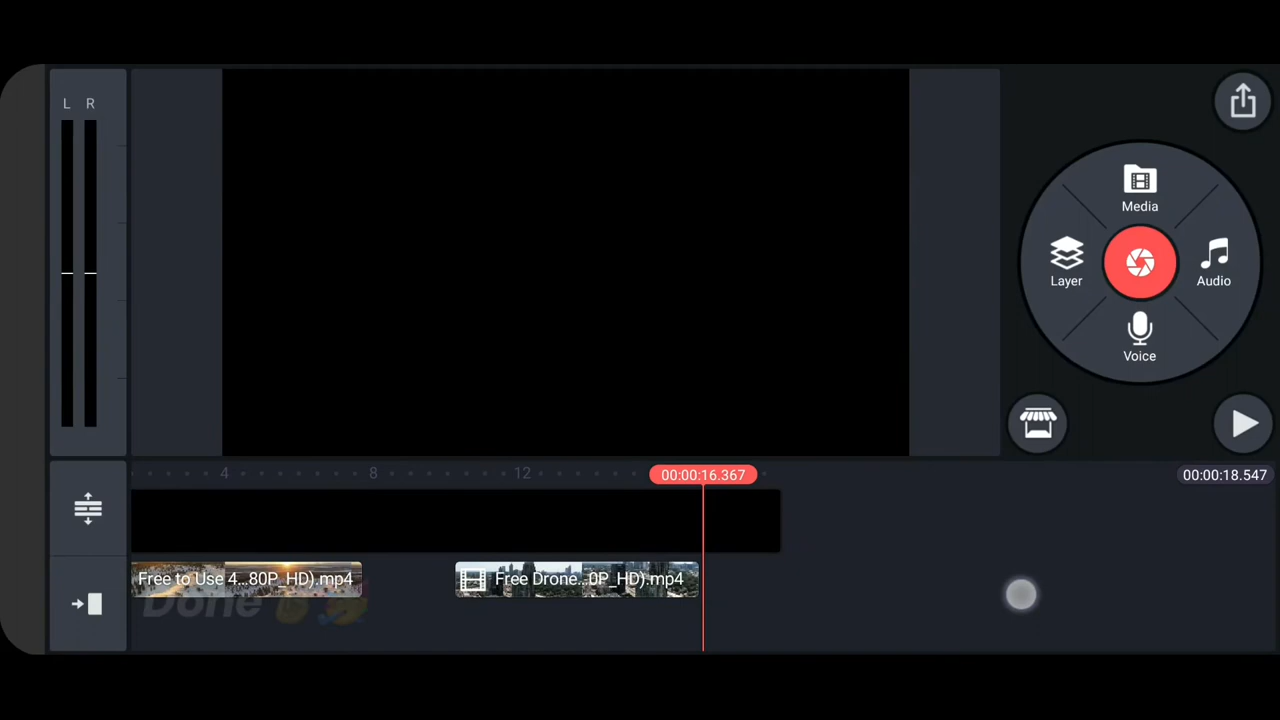 L R
Media
Layer
Audio
Voice
4 8 12
00:00:16.367
00:00:18.547
Free to Use 4...80P_HD).mp4
Free Drone...0P_HD).mp4
Done